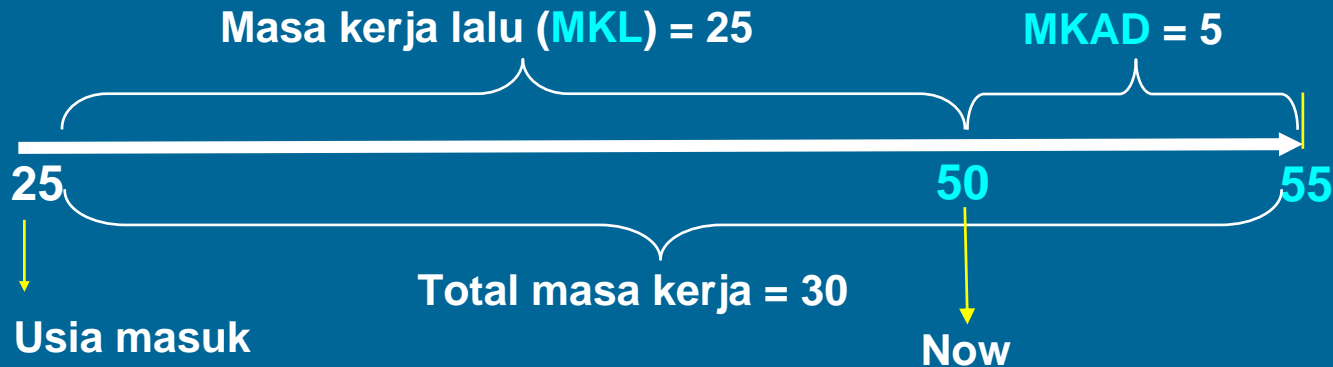 Masa kerja lalu (MKL) = 25
MKAD = 5
25
50
55
Total masa kerja = 30
Usia masuk
Now